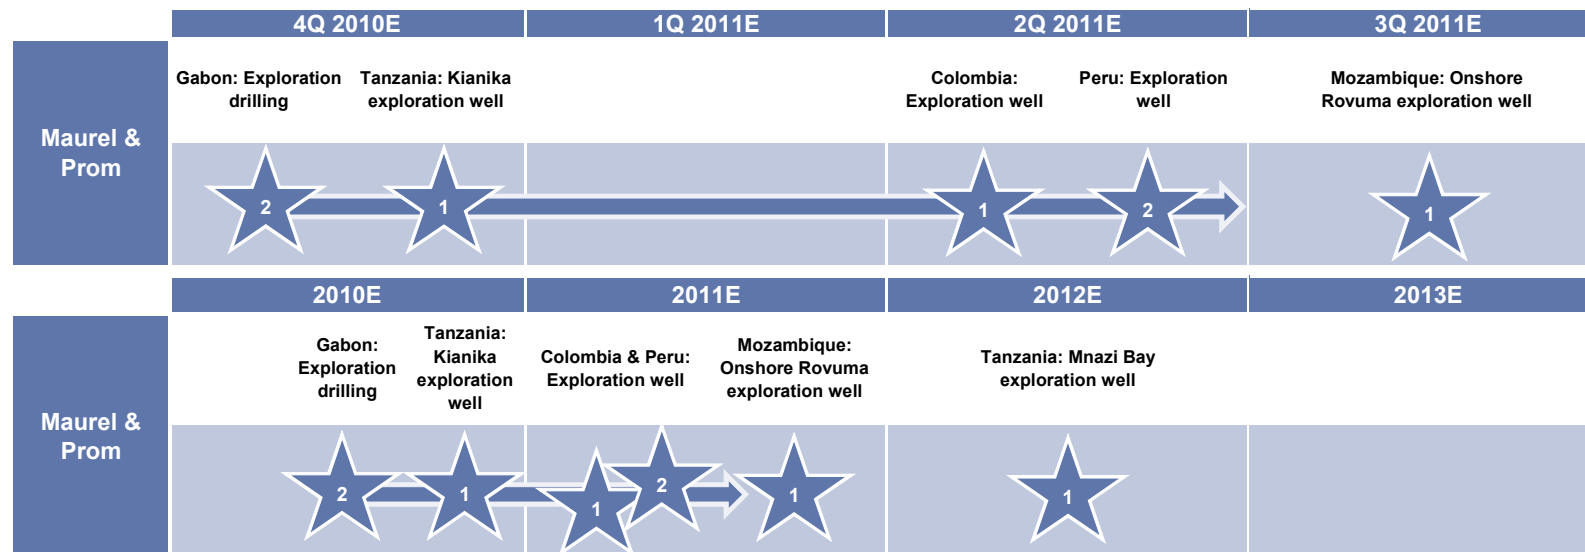 4Q 2010E 1Q 2011E 2Q 2011E 3Q 2011E
Maurel &
Prom
Gabon: Exploration
drilling
Tanzania: Kianika
exploration well
Colombia:
Exploration well
Peru: Exploration
well
Mozambique: Onshore
Rovuma exploration well
2 1 1 2 1
2010E 2011E 2012E 2013E
Maurel &
Prom
Gabon:
Exploration
drilling
Tanzania:
Kianika
exploration
well
Colombia & Peru:
Exploration well
Mozambique:
Onshore Rovuma
exploration well
Tanzania: Mnazi Bay
exploration well
2 1 1 2 1 1